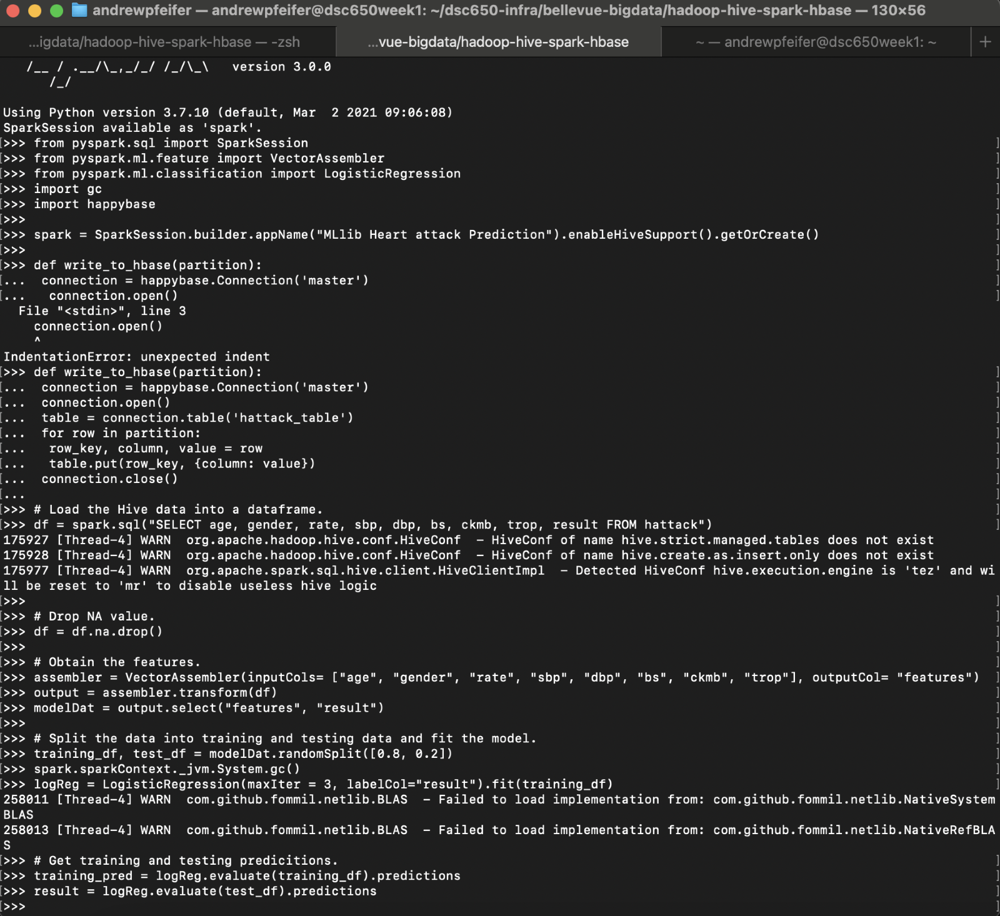 andrewpfeifer — andrewpfeifer@dsc650week1: ~/dsc650-infra/bellevue-bigdata/hadoop-hive-spark-hbase — 130×56
...igdata/hadoop-hive-spark-hbase — -zsh
...vue-bigdata/hadoop-hive-spark-hbase
~ — andrewpfeifer@dsc650week1: ~
+
   /__ / .__/\_,_/_/ /_/\_\   version 3.0.0
      /_/
Using Python version 3.7.10 (default, Mar  2 2021 09:06:08)
SparkSession available as 'spark'.
[>>> from pyspark.sql import SparkSession ]
[>>> from pyspark.ml.feature import VectorAssembler ]
[>>> from pyspark.ml.classification import LogisticRegression ]
[>>> import gc ]
[>>> import happybase ]
[>>> ]
[>>> spark = SparkSession.builder.appName("MLlib Heart attack Prediction").enableHiveSupport().getOrCreate() ]
[>>> ]
[>>> def write_to_hbase(partition): ]
[...  connection = happybase.Connection('master') ]
[...   connection.open() ]
  File "<stdin>", line 3
    connection.open()
    ^
IndentationError: unexpected indent
[>>> def write_to_hbase(partition): ]
[...  connection = happybase.Connection('master') ]
[...  connection.open() ]
[...  table = connection.table('hattack_table') ]
[...  for row in partition: ]
[...   row_key, column, value = row ]
[...   table.put(row_key, {column: value}) ]
[...  connection.close() ]
[... ]
[>>> # Load the Hive data into a dataframe. ]
[>>> df = spark.sql("SELECT age, gender, rate, sbp, dbp, bs, ckmb, trop, result FROM hattack") ]
175927 [Thread-4] WARN  org.apache.hadoop.hive.conf.HiveConf  – HiveConf of name hive.strict.managed.tables does not exist
175928 [Thread-4] WARN  org.apache.hadoop.hive.conf.HiveConf  – HiveConf of name hive.create.as.insert.only does not exist
175977 [Thread-4] WARN  org.apache.spark.sql.hive.client.HiveClientImpl  – Detected HiveConf hive.execution.engine is 'tez' and wi
ll be reset to 'mr' to disable useless hive logic
[>>> ]
[>>> # Drop NA value. ]
[>>> df = df.na.drop() ]
[>>> ]
[>>> # Obtain the features. ]
[>>> assembler = VectorAssembler(inputCols= ["age", "gender", "rate", "sbp", "dbp", "bs", "ckmb", "trop"], outputCol= "features") ]
[>>> output = assembler.transform(df) ]
[>>> modelDat = output.select("features", "result") ]
[>>> ]
[>>> # Split the data into training and testing data and fit the model. ]
[>>> training_df, test_df = modelDat.randomSplit([0.8, 0.2]) ]
[>>> spark.sparkContext._jvm.System.gc() ]
[>>> logReg = LogisticRegression(maxIter = 3, labelCol="result").fit(training_df) ]
258011 [Thread-4] WARN  com.github.fommil.netlib.BLAS  – Failed to load implementation from: com.github.fommil.netlib.NativeSystem
BLAS
258013 [Thread-4] WARN  com.github.fommil.netlib.BLAS  – Failed to load implementation from: com.github.fommil.netlib.NativeRefBLA
S
[>>> # Get training and testing predicitions. ]
[>>> training_pred = logReg.evaluate(training_df).predictions ]
[>>> result = logReg.evaluate(test_df).predictions ]
[>>> ]